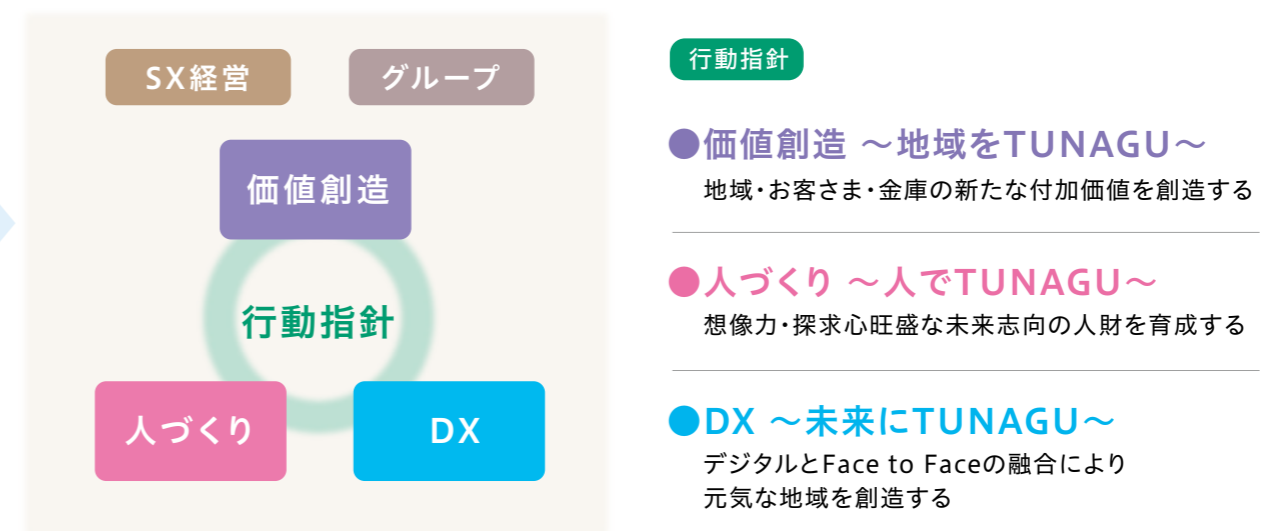 SX経営
グループ
価値創造
行動指針
人づくり
DX
行動指針
●価値創造 ～地域をTUNAGU～
地域・お客さま・金庫の新たな付加価値を創造する
●人づくり ～人でTUNAGU～
想像力・探求心旺盛な未来志向の人財を育成する
●DX ～未来にTUNAGU～
デジタルとFace to Faceの融合により
元気な地域を創造する